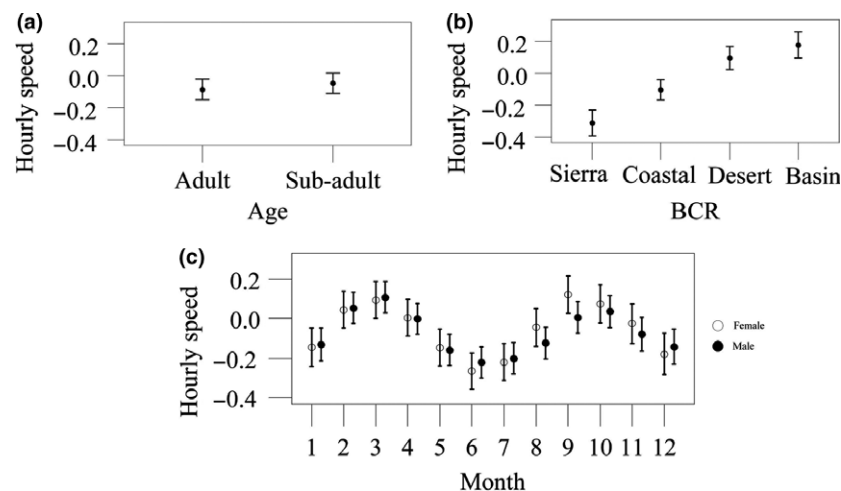 (a)
Hourly speed
0.2
0.0
−0.2
−0.4
Adult Sub-adult
Age
(b)
Hourly speed
0.2
0.0
−0.2
−0.4
Sierra Coastal Desert Basin
BCR
(c)
Hourly speed
0.2
0.0
−0.2
−0.4
1 2 3 4 5 6 7 8 9 10 11 12
Month
Female
Male